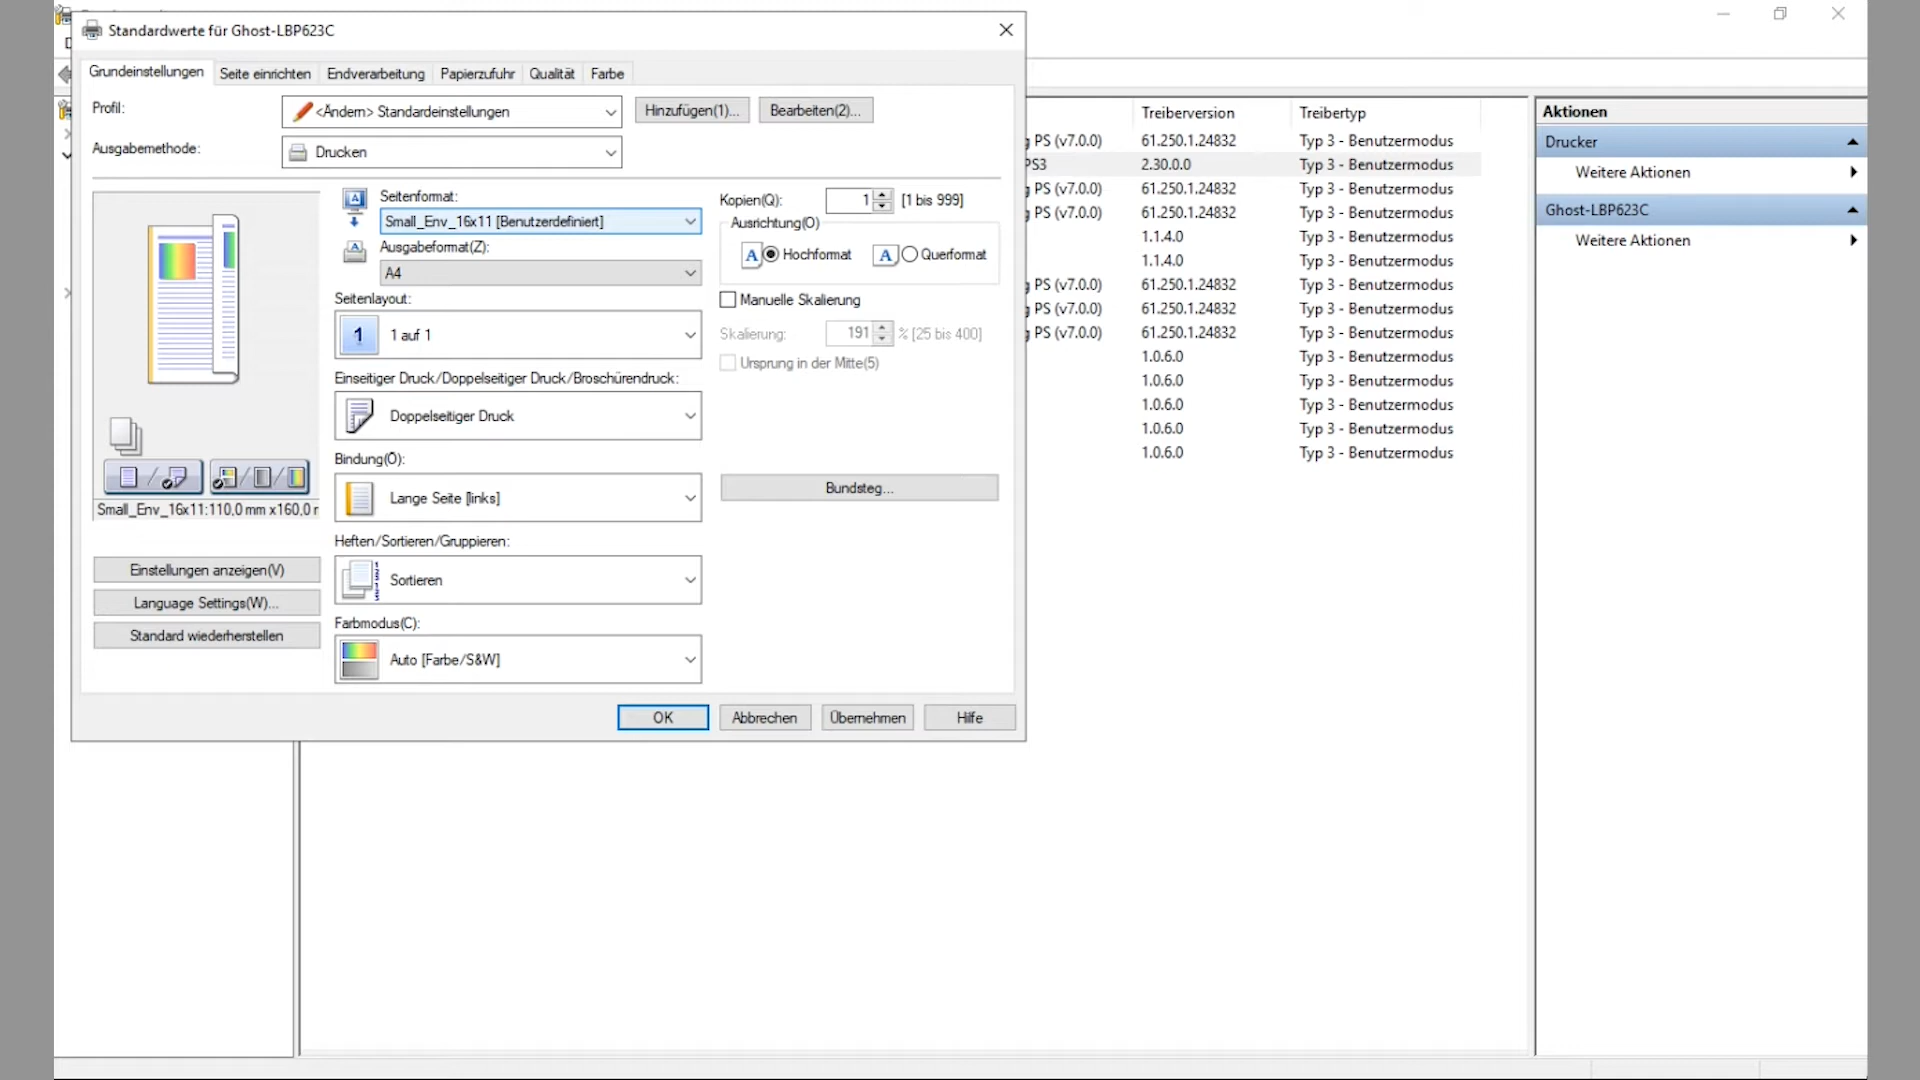 Standardwerte für Ghost-LBP623C
Grundeinstellungen
Seite einrichten
Endverarbeitung
Papierzufuhr
Qualität
Farbe
Profil:
<Ändern> Standardeinstellungen
Hinzufügen(1)...
Bearbeiten(2)...
Ausgabemethode:
Drucken
Seitenformat:
Small_Env_16x11 [Benutzerdefiniert]
Ausgabeformat(Z):
A4
Seitenlayout:
1
1 auf 1
Einseitiger Druck/Doppelseitiger Druck/Broschürendruck:
Doppelseitiger Druck
Bindung(Ö):
Lange Seite [links]
Heften/Sortieren/Gruppieren:
Sortieren
Farbmodus(C):
Auto [Farbe/S&W]
Kopien(Q):
1
[1 bis 999]
Ausrichtung(O)
A
Hochformat
A
Querformat
Manuelle Skalierung
Skalierung:
191
% [25 bis 400]
Ursprung in der Mitte(5)
Bundsteg...
Small_Env_16x11:110,0 mm x160,0
Einstellungen anzeigen(V)
Language Settings(W)...
Standard wiederherstellen
OK
Abbrechen
Übernehmen
Hilfe
Treiberversion
Treibertyp
PS (v7.0.0) 61.250.1.24832 Typ 3 - Benutzermodus
PS3 2.30.0.0 Typ 3 - Benutzermodus
PS (v7.0.0) 61.250.1.24832 Typ 3 - Benutzermodus
PS (v7.0.0) 61.250.1.24832 Typ 3 - Benutzermodus
1.1.4.0 Typ 3 - Benutzermodus
1.1.4.0 Typ 3 - Benutzermodus
PS (v7.0.0) 61.250.1.24832 Typ 3 - Benutzermodus
PS (v7.0.0) 61.250.1.24832 Typ 3 - Benutzermodus
PS (v7.0.0) 61.250.1.24832 Typ 3 - Benutzermodus
1.0.6.0 Typ 3 - Benutzermodus
1.0.6.0 Typ 3 - Benutzermodus
1.0.6.0 Typ 3 - Benutzermodus
1.0.6.0 Typ 3 - Benutzermodus
1.0.6.0 Typ 3 - Benutzermodus
Aktionen
Drucker
Weitere Aktionen
Ghost-LBP623C
Weitere Aktionen